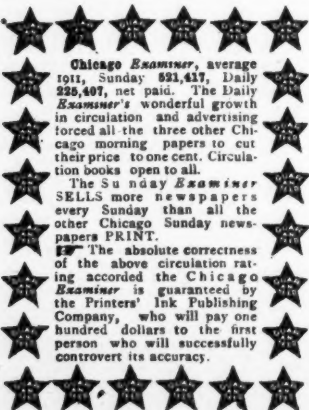 Chicago Examiner, average
1911, Sunday 521,417, Daily
225,407, net paid. The Daily
Examiner's wonderful growth
in circulation and advertising
forced all the three other Chi-
cago morning papers to cut
their price to one cent. Circula-
tion books open to all.
The Su nday Examiner
SELLS more newspapers
every Sunday than all the
other Chicago Sunday news-
papers PRINT.
☞ The absolute correctness
of the above circulation rat-
ing accorded the Chicago
Examiner is guaranteed by
the Printers' Ink Publishing
Company, who will pay one
hundred dollars to the first
person who will successfully
controvert its accuracy.